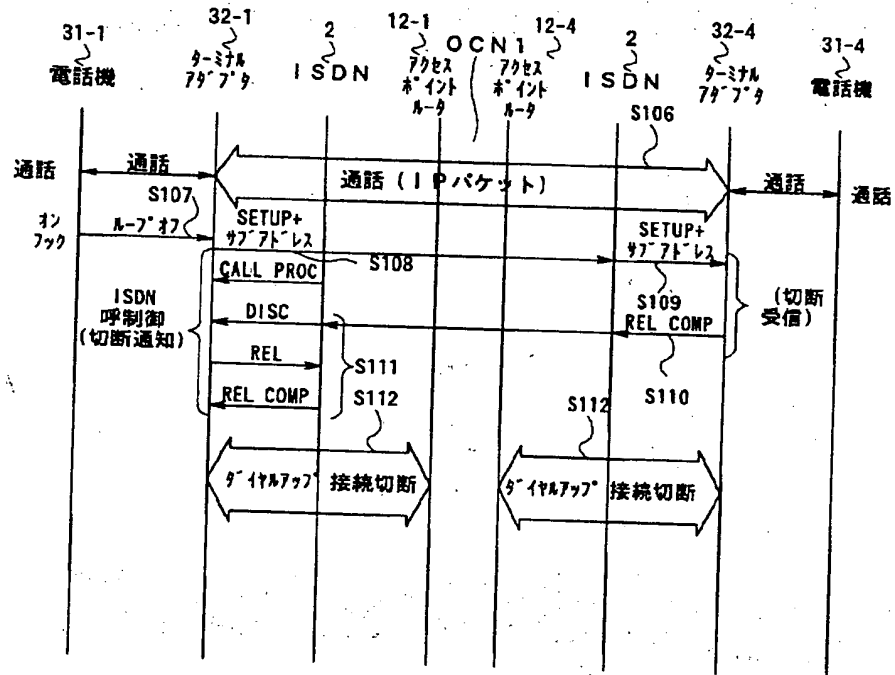 31-1
32-1
2
12-1
OCN1
12-4
2
32-4
31-4
電話機
ターミナル
アダプタ
ISDN
アクセス
ポイント
ルータ
アクセス
ポイント
ルータ
ISDN
ターミナル
アダプタ
電話機
S106
通話
通話
通話(IPパケット)
通話
通話
S107
オン
フック
ループオフ
SETUP+
サブアドレス
S108
SETUP+
サブアドレス
S109
CALL PROC
ISDN
呼制御
(切断通知)
DISC
REL COMP
(切断
受信)
REL
S111
S110
REL COMP
S112
S112
ダイヤルアップ 接続切断
ダイヤルアップ 接続切断